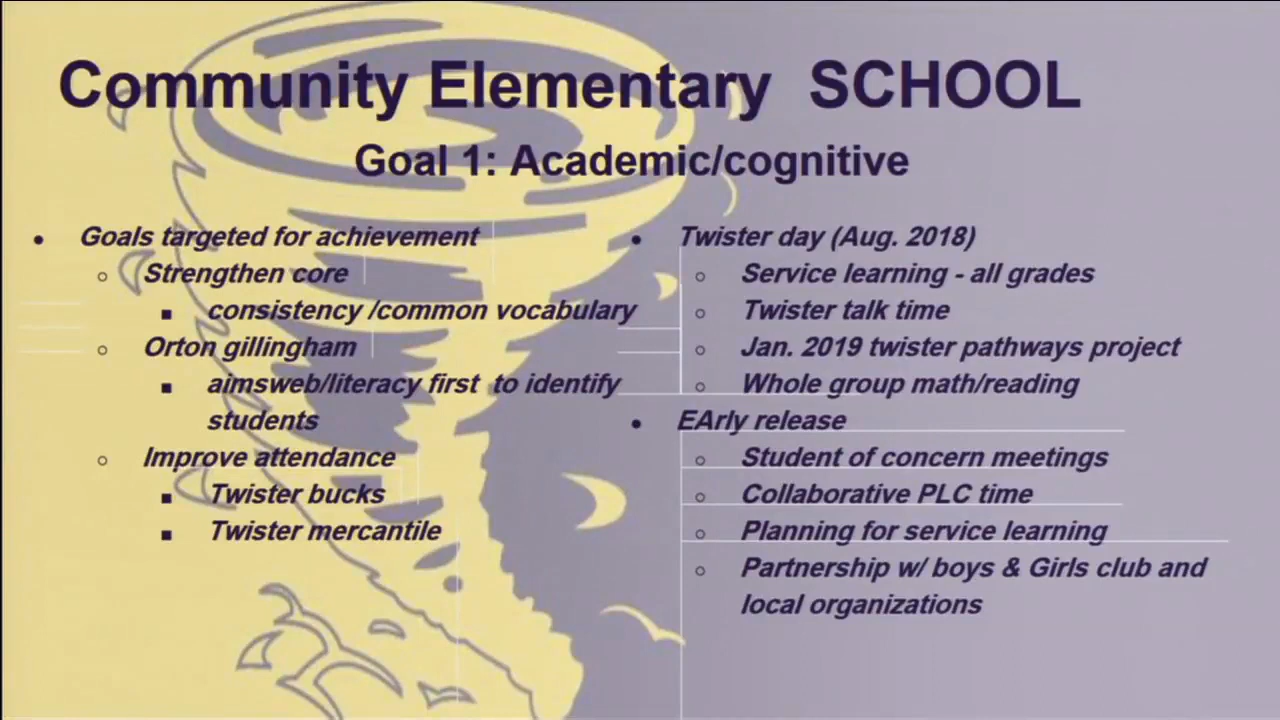 Community Elementary SCHOOL
Goal 1: Academic/cognitive
Goals targeted for achievement
Strengthen core
consistency /common vocabulary
Orton gillingham
aimsweb/literacy first to identify
students
Improve attendance
Twister bucks
Twister mercantile
Twister day (Aug. 2018)
Service learning - all grades
Twister talk time
Jan. 2019 twister pathways project
Whole group math/reading
EArly release
Student of concern meetings
Collaborative PLC time
Planning for service learning
Partnership w/ boys & Girls club and
local organizations